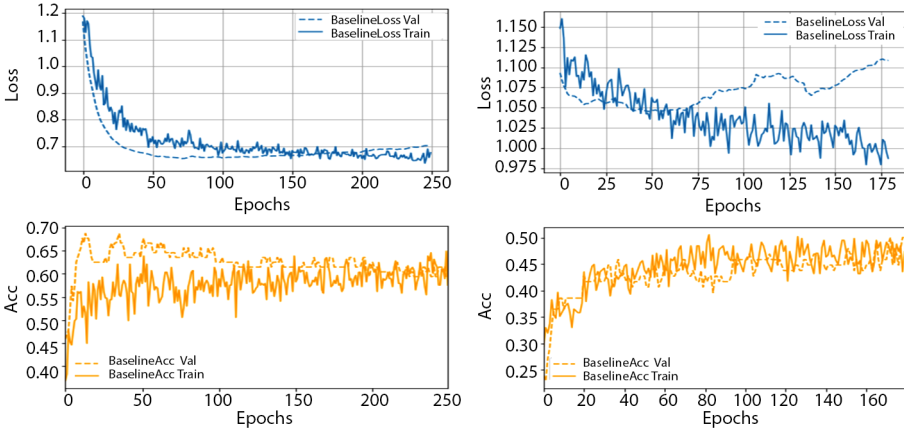 1.2
1.1
1.0
0.9
0.8
0.7
Loss
BaselineLoss Val
BaselineLoss Train
0 50 100 150 200 250
Epochs
1.150
1.125
1.100
1.075
1.050
1.025
1.000
0.975
Loss
BaselineLoss Val
BaselineLoss Train
0 25 50 75 100 125 150 175
Epochs
0.70
0.65
0.60
0.55
0.50
0.45
0.40
Acc
BaselineAcc Val
BaselineAcc Train
0 50 100 150 200 250
Epochs
0.50
0.45
0.40
0.35
0.30
0.25
Acc
BaselineAcc Val
BaselineAcc Train
0 20 40 60 80 100 120 140 160
Epochs